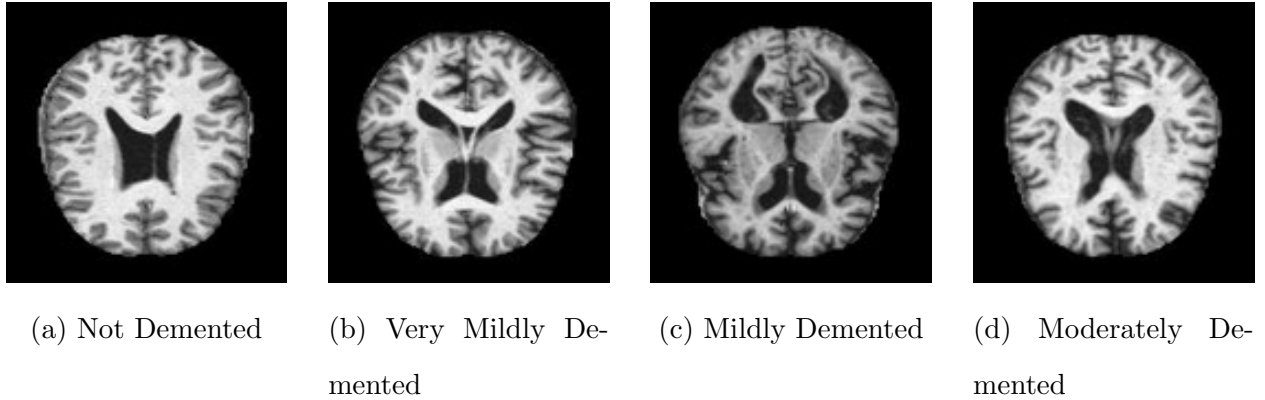 (a) Not Demented
(b) Very Mildly De-
mented
(c) Mildly Demented
(d) Moderately De-
mented